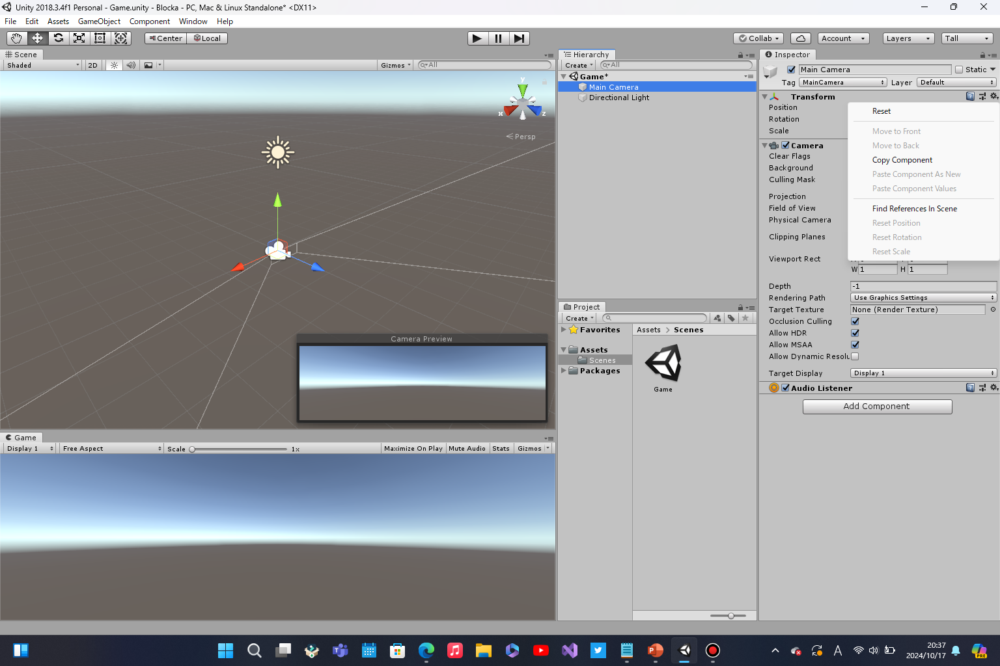 Unity 2018.3.4f1 Personal - Game.unity - Blocka - PC, Mac & Linux Standalone* <DX11>
File Edit Assets GameObject Component Window Help
Center Local
Collab Account Layers Tall
Scene
Shaded 2D Gizmos All
y
x z
Persp
Camera Preview
Game
Display 1 Free Aspect Scale 1x Maximize On Play Mute Audio Stats Gizmos
Hierarchy
Create All
Game*
Main Camera
Directional Light
Project
Create
Favorites
Assets
Scenes
Packages
Assets Scenes
Game
Inspector
Main Camera Static
Tag MainCamera Layer Default
Transform
Position
Rotation
Scale
Camera
Clear Flags
Background
Culling Mask
Projection
Field of View
Physical Camera
Clipping Planes
Viewport Rect
W 1 H 1
Depth -1
Rendering Path Use Graphics Settings
Target Texture None (Render Texture)
Occlusion Culling
Allow HDR
Allow MSAA
Allow Dynamic Resolu
Target Display Display 1
Audio Listener
Add Component
Reset
Move to Front
Move to Back
Copy Component
Paste Component As New
Paste Component Values
Find References In Scene
Reset Position
Reset Rotation
Reset Scale
A
20:37
2024/10/17
PRE